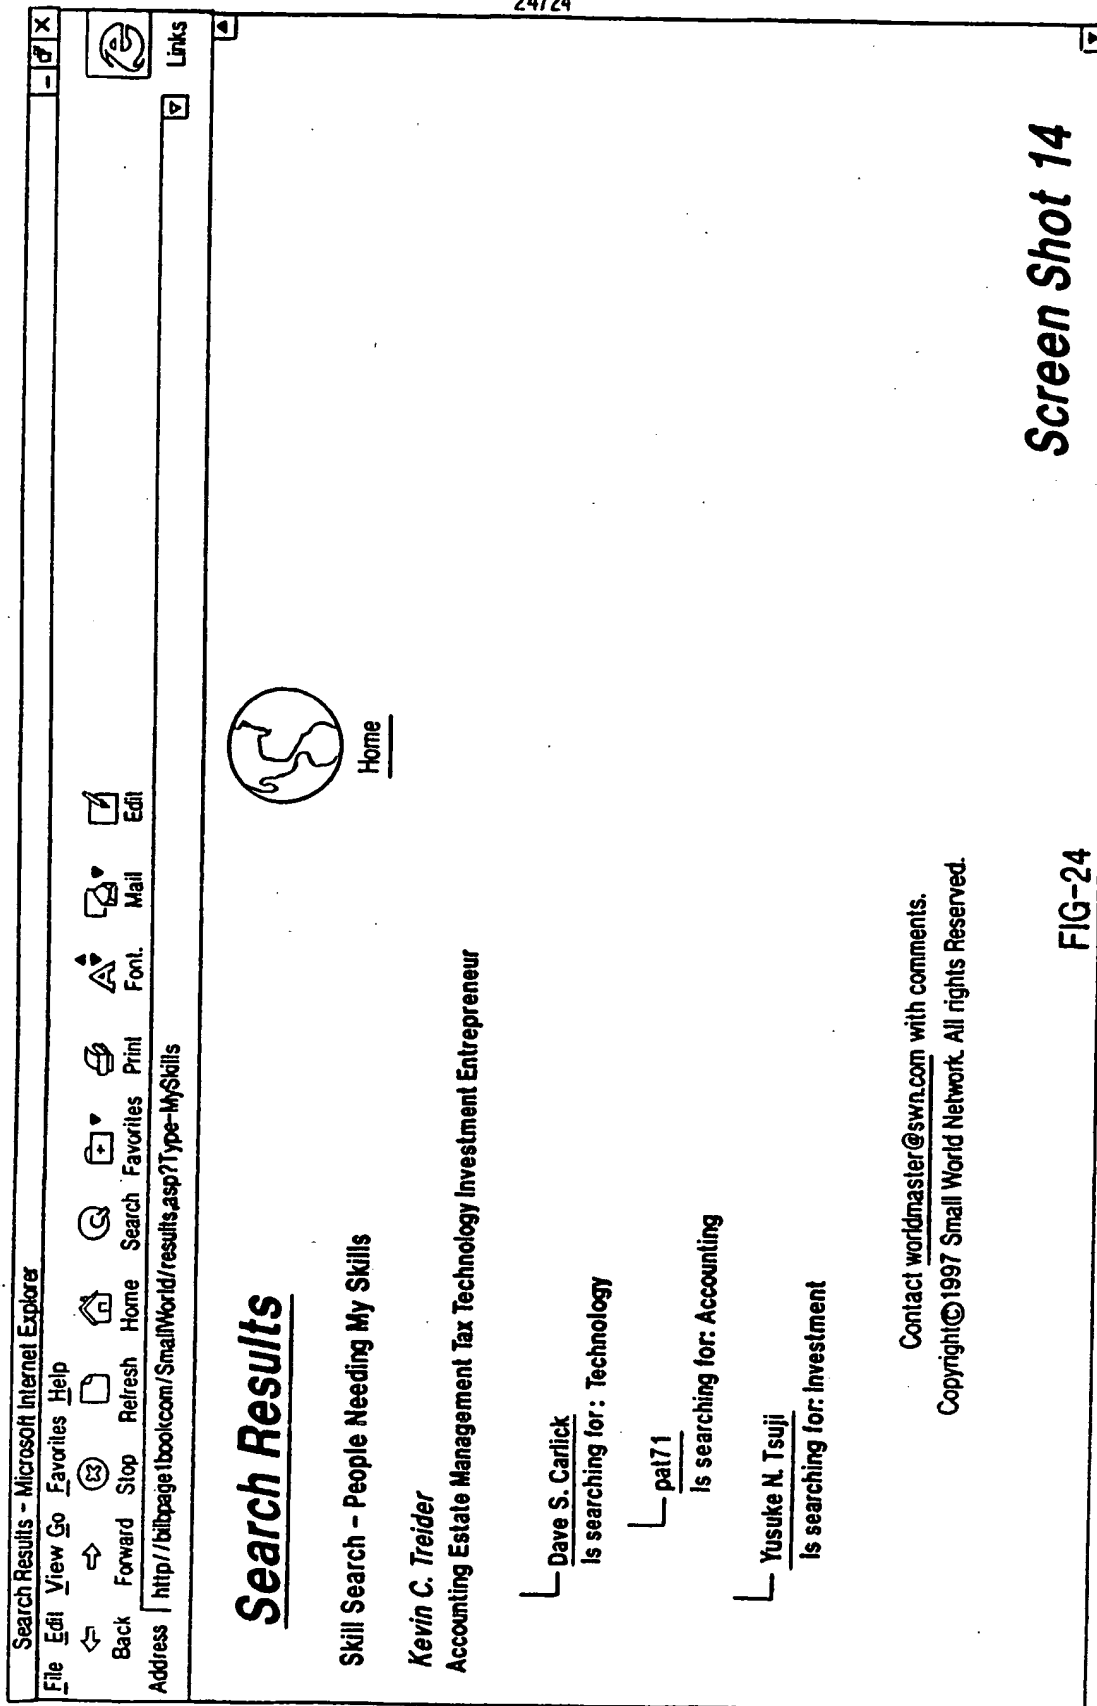 24/24
Search Results - Microsoft Internet Explorer
File Edit View Go Favorites Help
Back Forward Stop Refresh Home Search Favorites Print Font. Mail Edit
Address http//bilbpage1bookcom/SmallWorld/results,asp?Type-MySkills Links
Search Results
Home
Skill Search - People Needing My Skills
Kevin C. Treider
Accounting Estate Management Tax Technology Investment Entrepreneur
Dave S. Carlick
Is searching for: Technology
pat71
Is searching for: Accounting
Yusuke N. Tsuji
Is searching for: Investment
Contact worldmaster@swn.com with comments.
Copyright©1997 Small World Network. All rights Reserved.
Screen Shot 14
FIG-24